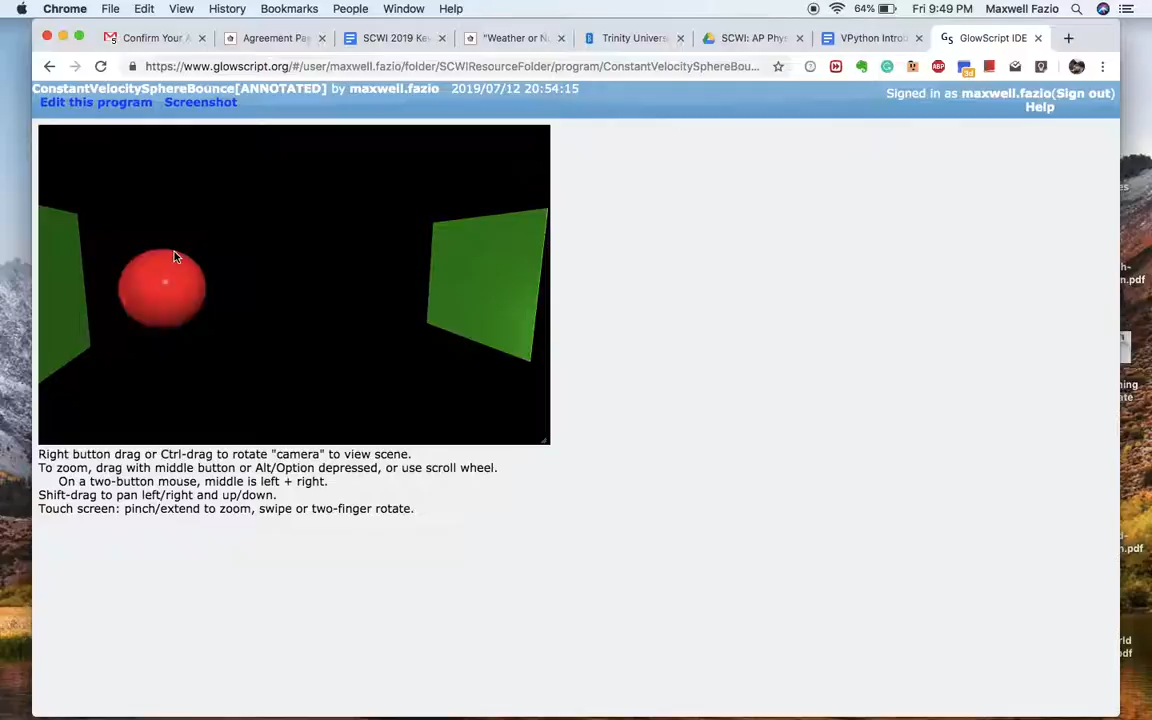 Chrome File Edit View History Bookmarks People Window Help 64% Fri 9:49 PM Maxwell Fazio
Confirm Your A Agreement Pa SCWI 2019 Ke "Weather or N Trinity Univers SCWI: AP Phys VPython Intro GlowScript IDE
https://www.glowscript.org/#/user/maxwell.fazio/folder/SCWIResourceFolder/program/ConstantVelocitySphereBou...
ConstantVelocitySphereBounce[ANNOTATED] by maxwell.fazio 2019/07/12 20:54:15
Signed in as maxwell.fazio(Sign out)
Edit this program Screenshot
Help
Right button drag or Ctrl-drag to rotate "camera" to view scene.
To zoom, drag with middle button or Alt/Option depressed, or use scroll wheel.
On a two-button mouse, middle is left + right.
Shift-drag to pan left/right and up/down.
Touch screen: pinch/extend to zoom, swipe or two-finger rotate.